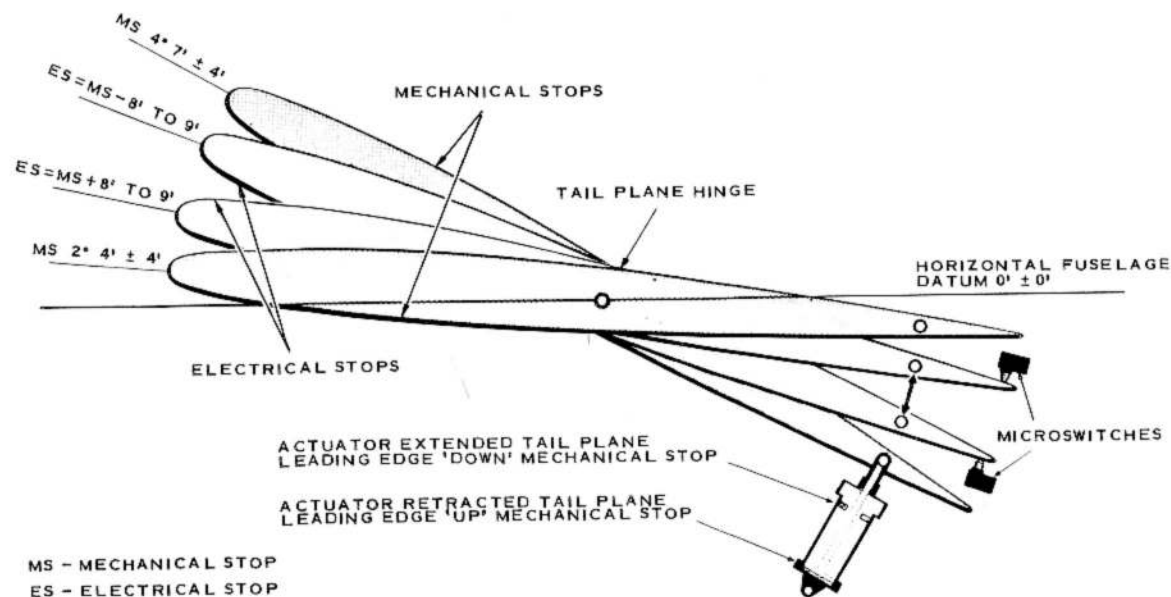 MS 4° 7' ± 4'
ES=MS-8' TO 9'
ES=MS+8' TO 9'
MS 2° 4' ± 4'
MECHANICAL STOPS
TAIL PLANE HINGE
HORIZONTAL FUSELAGE
DATUM 0' ±0'
ELECTRICAL STOPS
MICROSWITCHES
ACTUATOR EXTENDED TAIL PLANE
LEADING EDGE 'DOWN' MECHANICAL STOP
ACTUATOR RETRACTED TAIL PLANE
LEADING EDGE 'UP' MECHANICAL STOP
MS - MECHANICAL STOP
ES - ELECTRICAL STOP